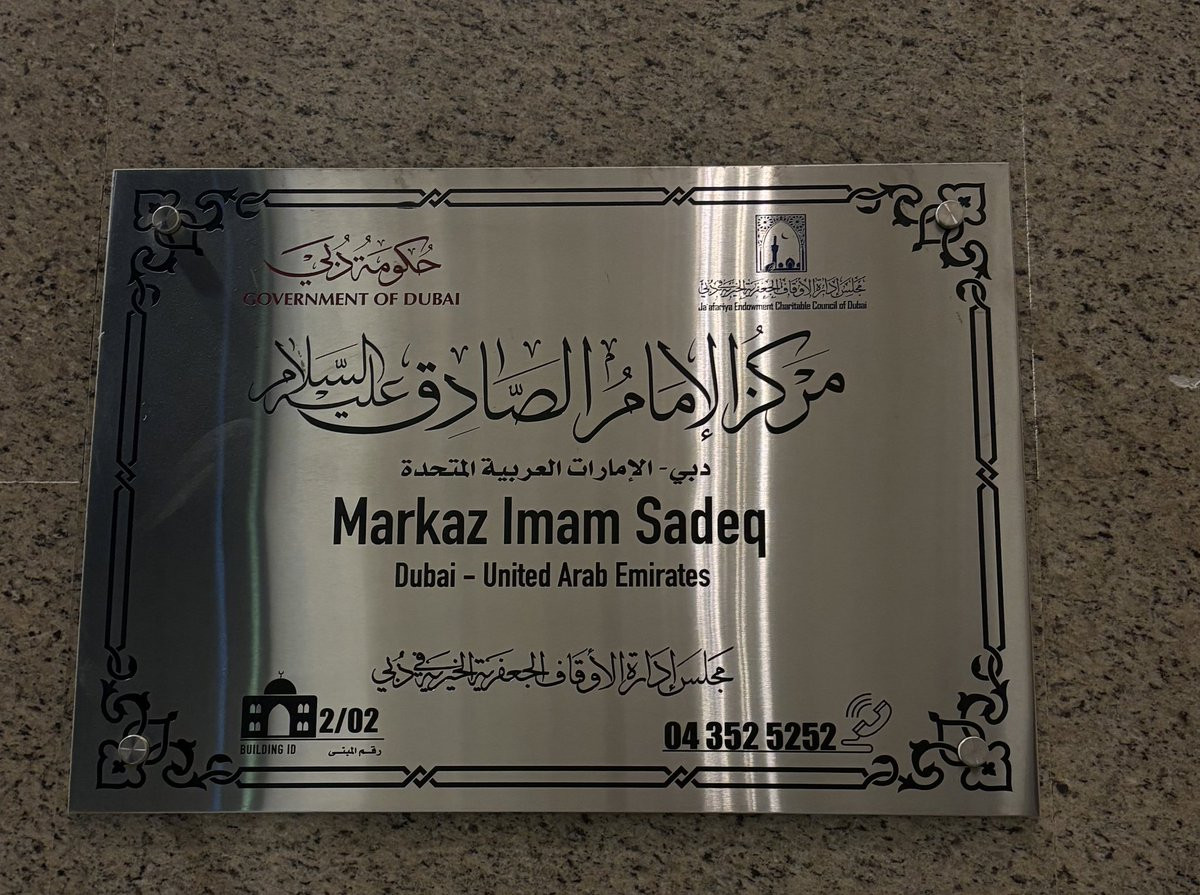 حكومة دبي
GOVERNMENT OF DUBAI
مجلس إدارة الأوقاف الجعفرية الخيرية في دبي
Ja'afariya Endowment Charitable Council of Dubai
مركز الإمام الصادق عليه السلام
دبي - الإمارات العربية المتحدة
Markaz Imam Sadeq
Dubai - United Arab Emirates
مجلس إدارة الأوقاف الجعفرية الخيرية في دبي
2/02
BUILDING ID رقم المبنى
04 352 5252